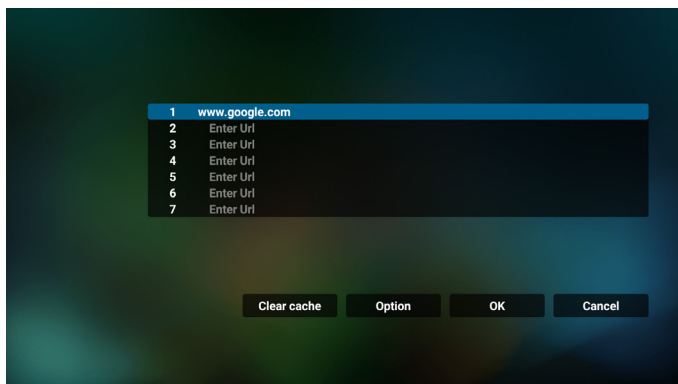 1 www.google.com
2 Enter Url
3 Enter Url
4 Enter Url
5 Enter Url
6 Enter Url
7 Enter Url
Clear cache Option OK Cancel